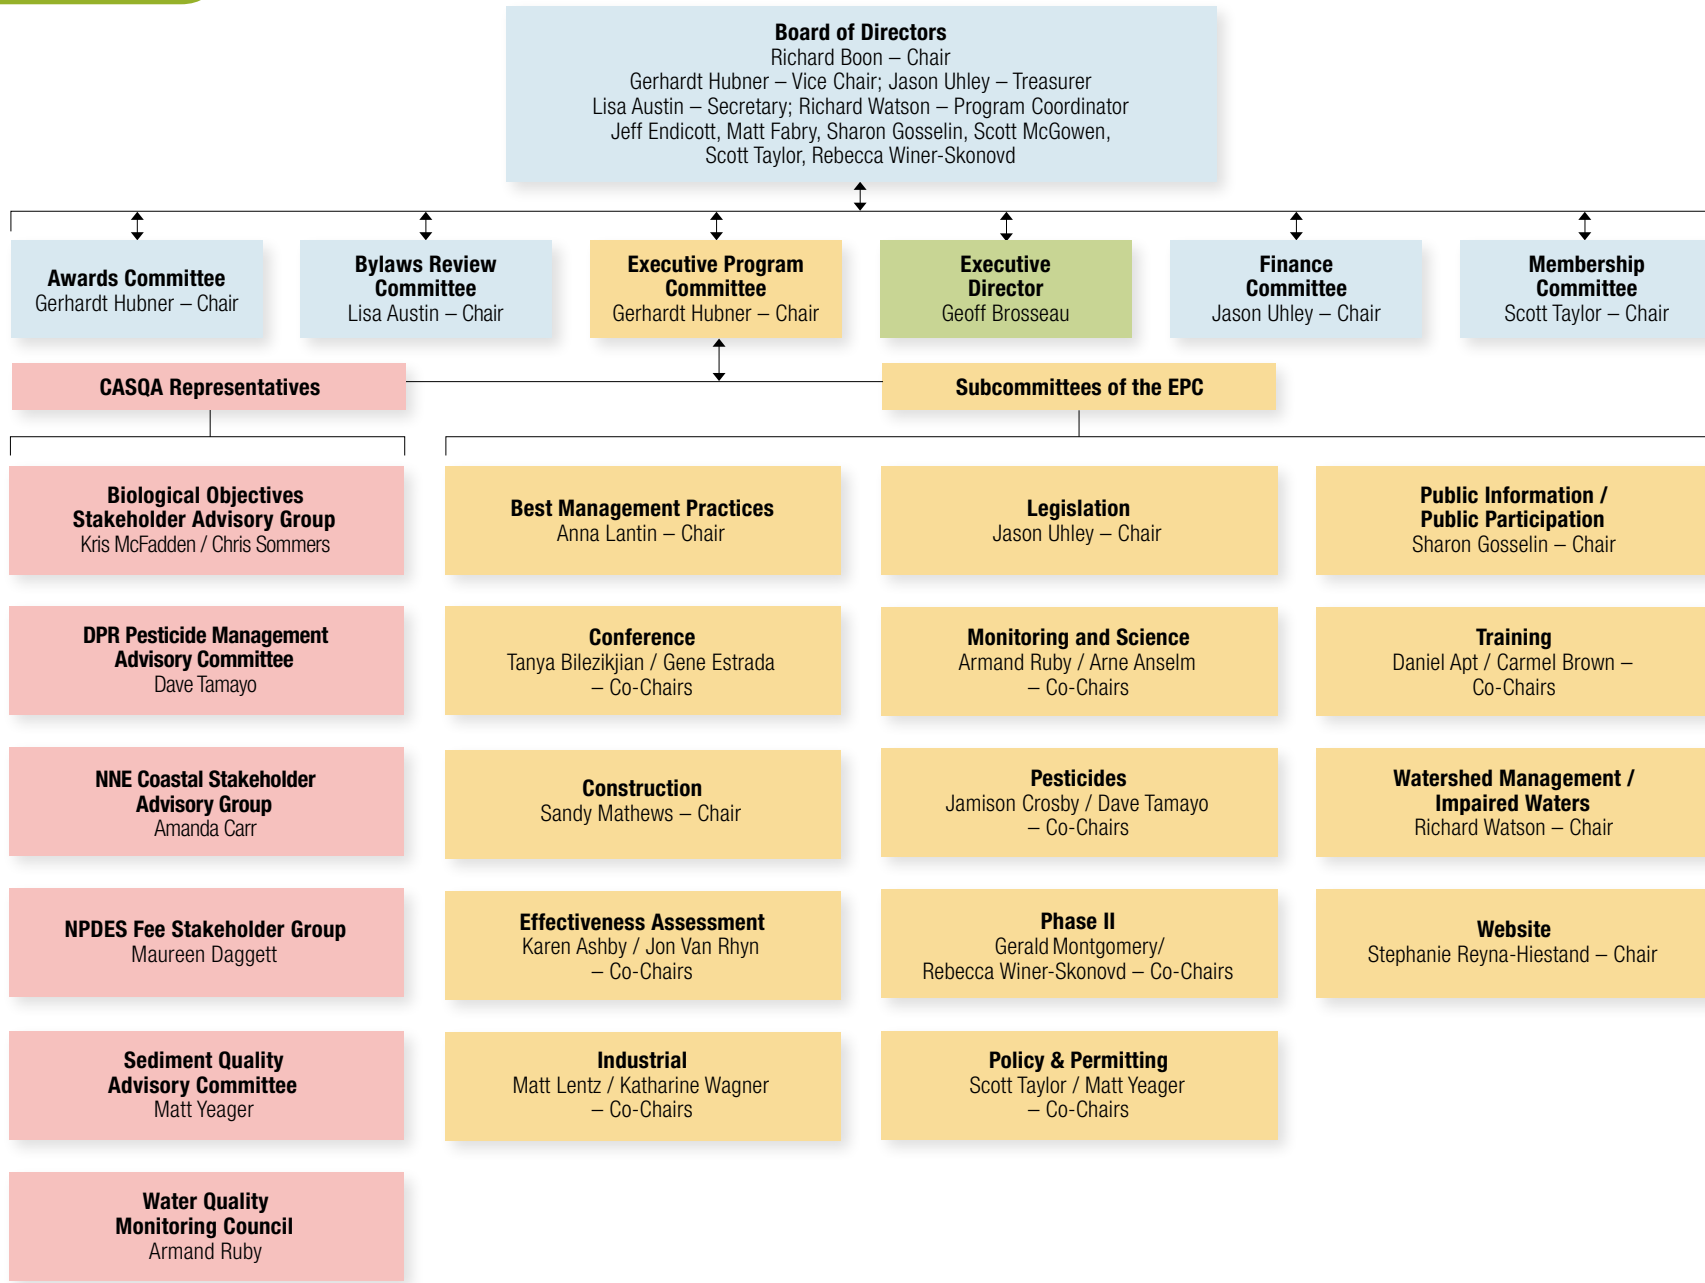 Board of Directors
Richard Boon – Chair
Gerhardt Hubner – Vice Chair; Jason Uhley – Treasurer
Lisa Austin – Secretary; Richard Watson – Program Coordinator
Jeff Endicott, Matt Fabry, Sharon Gosselin, Scott McGowen,
Scott Taylor, Rebecca Winer-Skonovd
Awards Committee
Gerhardt Hubner – Chair
Bylaws Review
Committee
Lisa Austin – Chair
Executive Program
Committee
Gerhardt Hubner – Chair
Executive
Director
Geoff Brosseau
Finance
Committee
Jason Uhley – Chair
Membership
Committee
Scott Taylor – Chair
CASQA Representatives
Subcommittees of the EPC
Biological Objectives
Stakeholder Advisory Group
Kris McFadden / Chris Sommers
DPR Pesticide Management
Advisory Committee
Dave Tamayo
NNE Coastal Stakeholder
Advisory Group
Amanda Carr
NPDES Fee Stakeholder Group
Maureen Daggett
Sediment Quality
Advisory Committee
Matt Yeager
Water Quality
Monitoring Council
Armand Ruby
Best Management Practices
Anna Lantin – Chair
Conference
Tanya Bilezikjian / Gene Estrada
– Co-Chairs
Construction
Sandy Mathews – Chair
Effectiveness Assessment
Karen Ashby / Jon Van Rhyn
– Co-Chairs
Industrial
Matt Lentz / Katharine Wagner
– Co-Chairs
Legislation
Jason Uhley – Chair
Monitoring and Science
Armand Ruby / Arne Anselm
– Co-Chairs
Pesticides
Jamison Crosby / Dave Tamayo
– Co-Chairs
Phase II
Gerald Montgomery/
Rebecca Winer-Skonovd – Co-Chairs
Policy & Permitting
Scott Taylor / Matt Yeager
– Co-Chairs
Public Information /
Public Participation
Sharon Gosselin – Chair
Training
Daniel Apt / Carmel Brown –
Co-Chairs
Watershed Management /
Impaired Waters
Richard Watson – Chair
Website
Stephanie Reyna-Hiestand – Chair